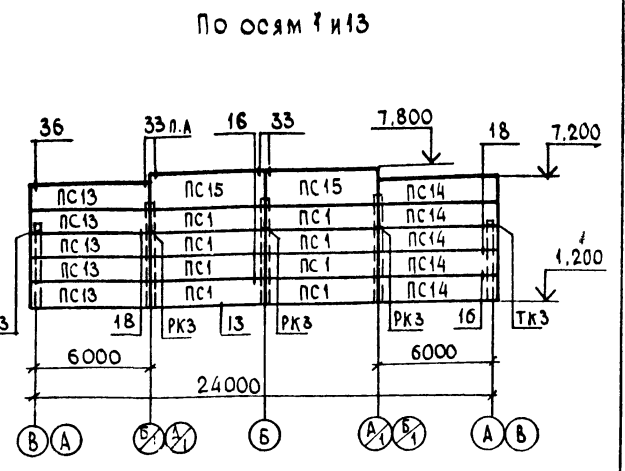 По осям 1 и 13
36 33 п.А 16 33 7,800 18 7,200
ПС13 ПС15 ПС15 ПС14
ПС13 ПС1 ПС1 ПС14
ПС13 ПС1 ПС1 ПС14
ПС13 ПС1 ПС1 ПС14
ПС13 ПС1 ПС1 ПС14
1,200
3 18 РК3 13 РК3 РК3 16 ТК3
6000 6000
24000
В А Б/1 А/1 Б А/1 Б/1 А В